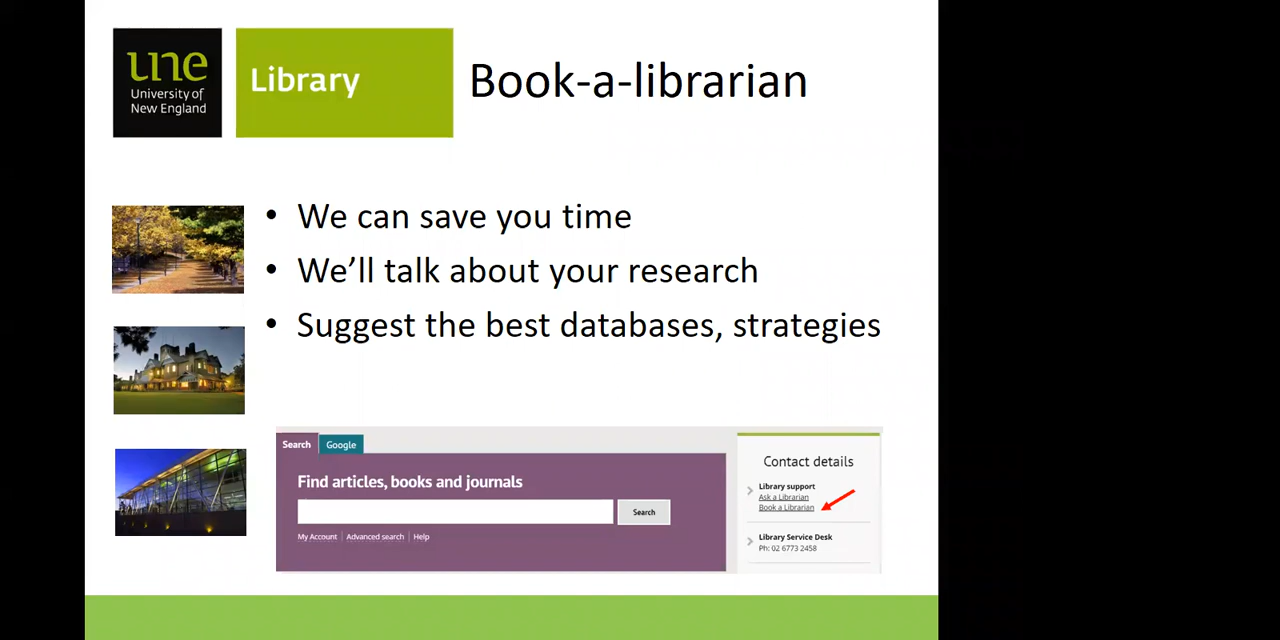 une
University of
New England
Library
Book-a-librarian
• We can save you time
• We’ll talk about your research
• Suggest the best databases, strategies
Search
Google
Find articles, books and journals
Search
My Account | Advanced search | Help
Contact details
Library support
Ask a Librarian
Book a Librarian
Library Service Desk
Ph: 02 6773 2458